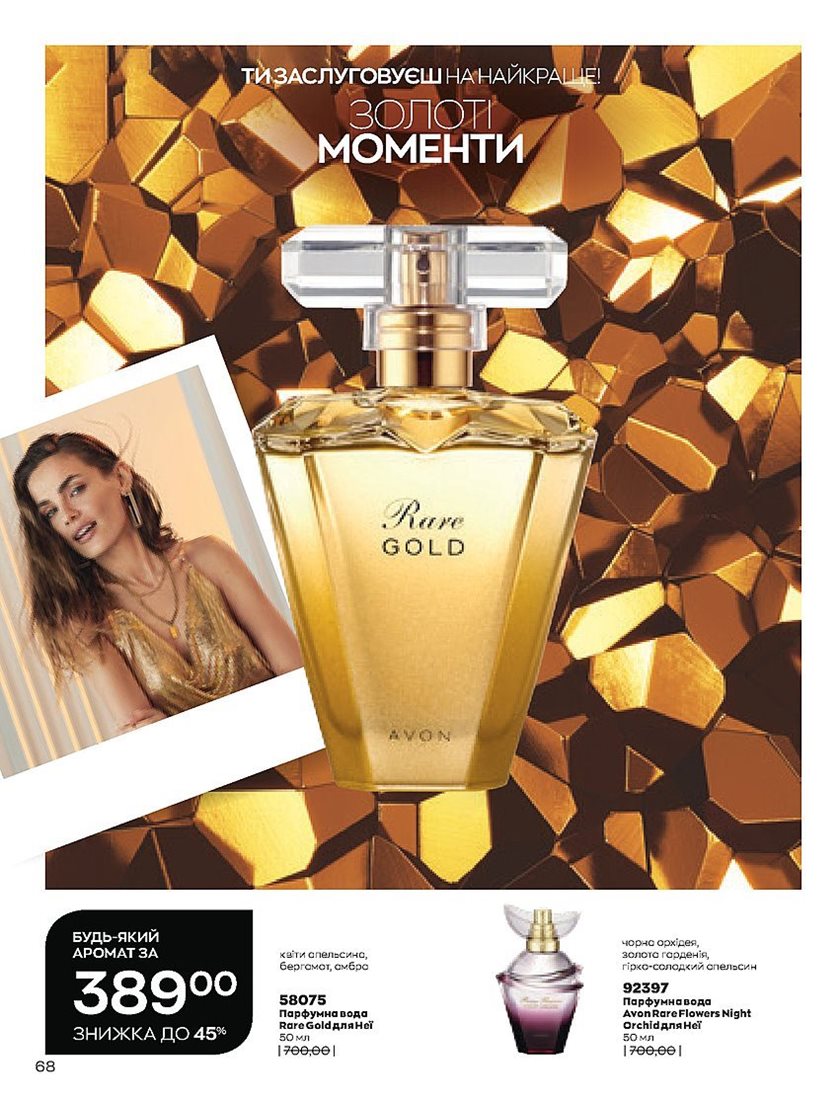 ТИ ЗАСЛУГОВУЄШ НА НАЙКРАЩЕ!
ЗОЛОТІ
МОМЕНТИ
Rare
GOLD
AVON
БУДЬ-ЯКИЙ
АРОМАТ ЗА
389⁰⁰
ЗНИЖКА ДО 45%
квіти апельсина,
бергамот, амбра
58075
Парфумна вода
Rare Gold для Неї
50 мл
| 700,00 |
чорна орхідея,
золота гарденія,
гірко-солодкий апельсин
92397
Парфумна вода
Avon Rare Flowers Night
Orchid для Неї
50 мл
| 700,00 |
68